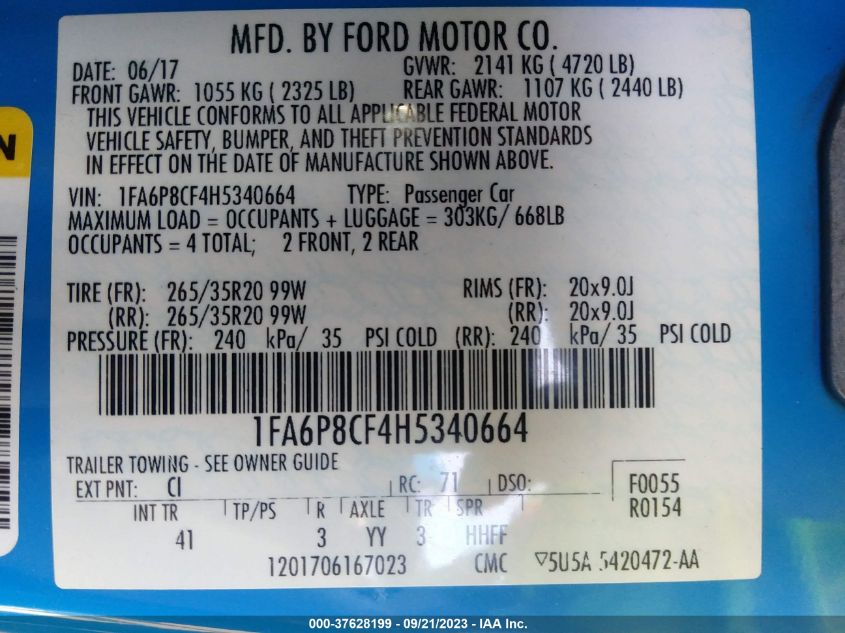 MFD. BY FORD MOTOR CO.
DATE: 06/17 GVWR: 2141 KG ( 4720 LB)
FRONT GAWR: 1055 KG ( 2325 LB) REAR GAWR: 1107 KG ( 2440 LB)
THIS VEHICLE CONFORMS TO ALL APPLICABLE FEDERAL MOTOR
VEHICLE SAFETY, BUMPER, AND THEFT PREVENTION STANDARDS
IN EFFECT ON THE DATE OF MANUFACTURE SHOWN ABOVE.
VIN: 1FA6P8CF4H5340664 TYPE: Passenger Car
MAXIMUM LOAD = OCCUPANTS + LUGGAGE = 303KG/ 668LB
OCCUPANTS = 4 TOTAL; 2 FRONT, 2 REAR
TIRE (FR): 265/35R20 99W RIMS (FR): 20x9.0J
(RR): 265/35R20 99W (RR): 20x9.0J
PRESSURE (FR): 240 kPa/ 35 PSI COLD (RR): 240 kPa/ 35 PSI COLD
1FA6P8CF4H5340664
TRAILER TOWING - SEE OWNER GUIDE
EXT PNT: CI RC: 71 DSO: F0055
INT TR TP/PS R AXLE TR SPR R0154
41 3 YY 3 HHFF
1201706167023 CMC ▽5U5A 5420472-AA
N
000-37628199 - 09/21/2023 - IAA Inc.